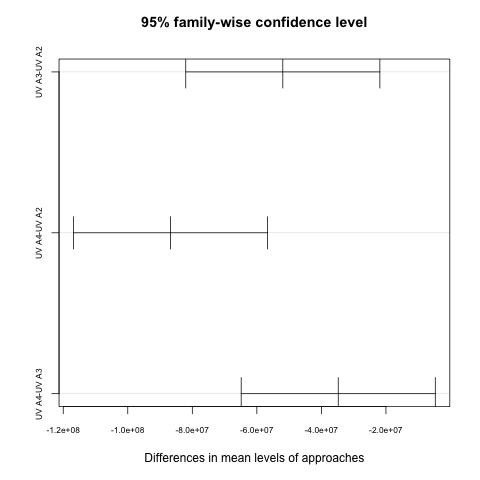 95% family-wise confidence level
UV A3-UV A2
UV A4-UV A2
UV A4-UV A3
-1.2e+08 -1.0e+08 -8.0e+07 -6.0e+07 -4.0e+07 -2.0e+07
Differences in mean levels of approaches